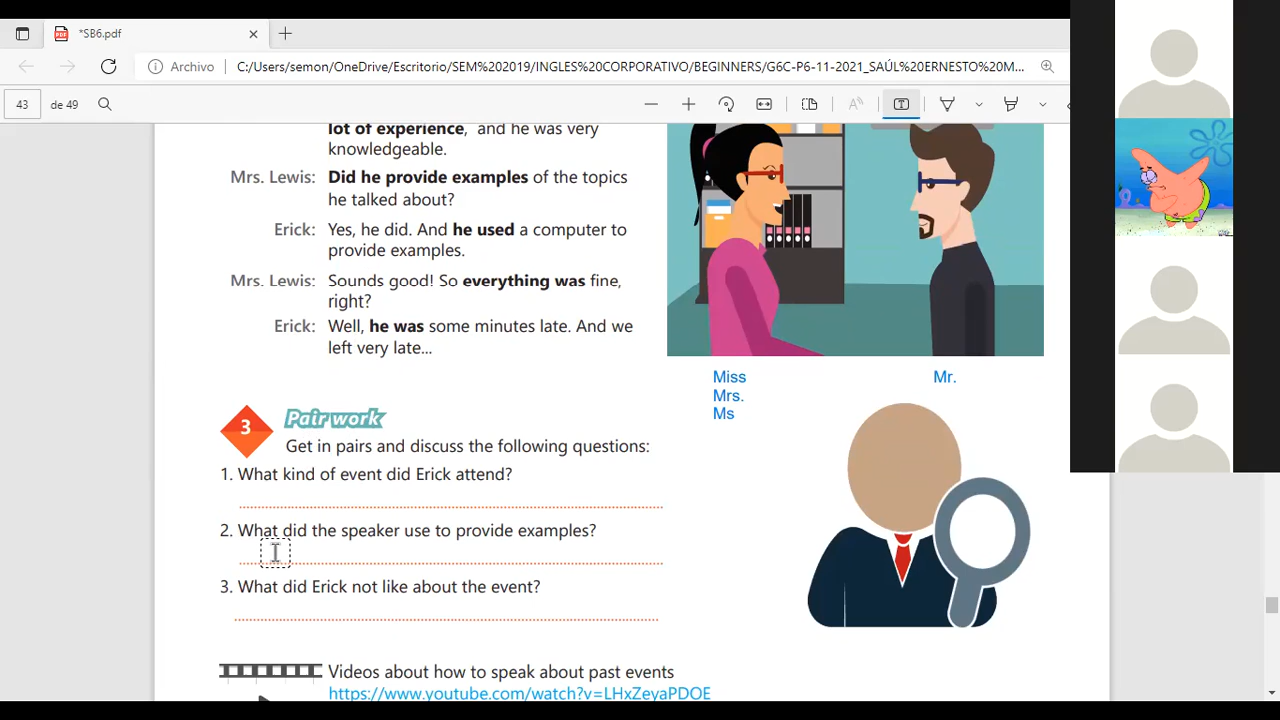 *SB6.pdf
Archivo
C:/Users/semon/OneDrive/Escritorio/SEM%202019/INGLES%20CORPORATIVO/BEGINNERS/G6C-P6-11-2021_SAÚL%20ERNESTO%20M...
43
de 49
lot of experience, and he was very
knowledgeable.
Mrs. Lewis: Did he provide examples of the topics
he talked about?
Erick: Yes, he did. And he used a computer to
provide examples.
Mrs. Lewis: Sounds good! So everything was fine,
right?
Erick: Well, he was some minutes late. And we
left very late...
Miss
Mrs.
Ms
Mr.
3
Pair work
Get in pairs and discuss the following questions:
1. What kind of event did Erick attend?
2. What did the speaker use to provide examples?
3. What did Erick not like about the event?
Videos about how to speak about past events
https://www.youtube.com/watch?v=LHxZeyaPDOE